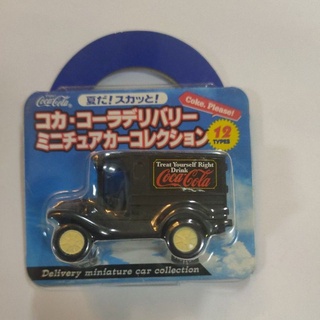 Coca-Cola
夏だ!スカッと!
Coke, Please!
コカ・コーラデリバリー
ミニチュアカーコレクション
12
TYPES
Treat Yourself Right
Drink
Coca-Cola
Delivery miniature car collection